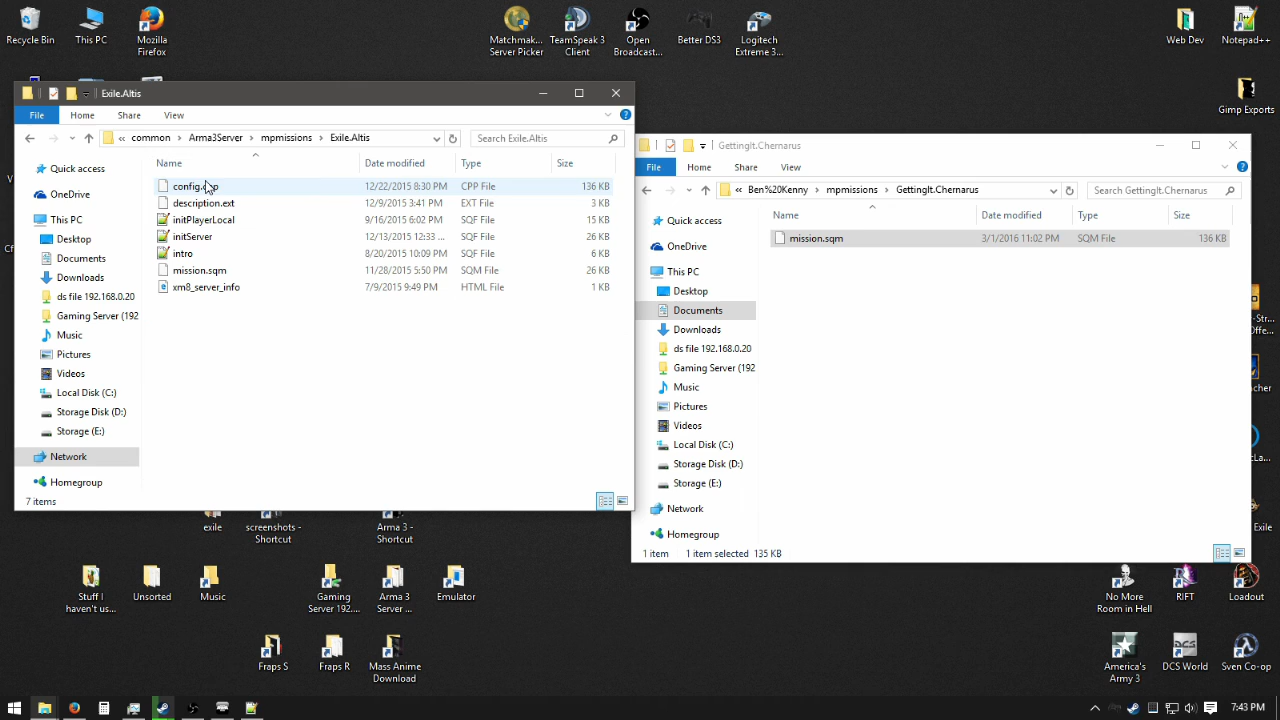 Recycle Bin
This PC
Mozilla
Firefox
Matchmak...
Server Picker
TeamSpeak 3
Client
Open
Broadcast...
Better DS3
Logitech
Extreme 3...
Web Dev
Notepad++
Gimp Exports
Exile.Altis
File
Home
Share
View
« common > Arma3Server > mpmissions > Exile.Altis
Search Exile.Altis
Name
Date modified
Type
Size
12/22/2015 8:30 PM
CPP File
136 KB
description.ext
12/9/2015 3:41 PM
EXT File
3 KB
initPlayerLocal
9/16/2015 6:02 PM
SQF File
15 KB
initServer
12/13/2015 12:33 ...
SQF File
26 KB
intro
8/20/2015 10:09 PM
SQF File
6 KB
mission.sqm
11/28/2015 5:50 PM
SQM File
26 KB
xm8_server_info
7/9/2015 9:49 PM
HTML File
1 KB
Quick access
OneDrive
This PC
Desktop
Documents
Downloads
ds file 192.168.0.20
Gaming Server (192
Music
Pictures
Videos
Local Disk (C:)
Storage Disk (D:)
Storage (E:)
Network
Homegroup
7 items
GettingIt.Chernarus
File
Home
Share
View
« Ben%20Kenny > mpmissions > GettingIt.Chernarus
Search GettingIt.Chernarus
Name
Date modified
Type
Size
mission.sqm
3/1/2016 11:02 PM
SQM File
136 KB
Quick access
OneDrive
This PC
Desktop
Documents
Downloads
ds file 192.168.0.20
Gaming Server (192
Music
Pictures
Videos
Local Disk (C:)
Storage Disk (D:)
Storage (E:)
Network
Homegroup
1 item
1 item selected 135 KB
exile
screenshots -
Shortcut
Arma 3 -
Shortcut
Exile
Stuff I
haven't us...
Unsorted
Music
Gaming
Server 192....
Arma 3
Server ...
Emulator
No More
Room in Hell
RIFT
Loadout
Fraps S
Fraps R
Mass Anime
Download
America's
Army 3
DCS World
Sven Co-op
7:43 PM